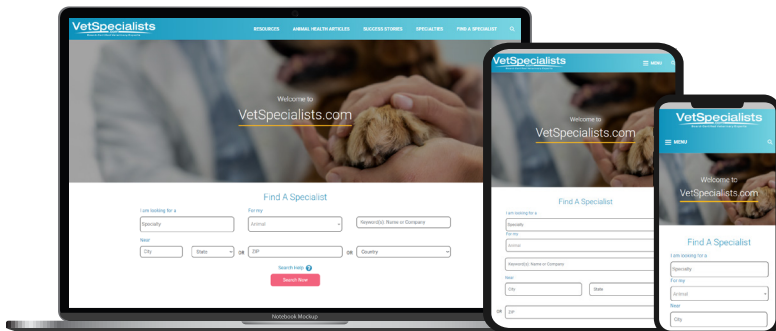 VetSpecialists
RESOURCES ANIMAL HEALTH ARTICLES SUCCESS STORIES SPECIALTIES FIND A SPECIALIST
Welcome to
VetSpecialists.com
Find A Specialist
I am looking for a
For my
Specialty
Animal
Keyword(s): Name or Company
Near
City
State
OR
ZIP
OR
Country
Search Help ?
Search Now
Notebook Mockup
VetSpecialists
MENU
Welcome to
VetSpecialists.com
Find A Specialist
I am looking for a
Specialty
For my
Animal
Keyword(s): Name or Company
Near
City
State
OR
ZIP
VetSpecialists
MENU
Welcome to
VetSpecialists.com
Find A Specialist
I am looking for a
Specialty
For my
Animal
Near
City